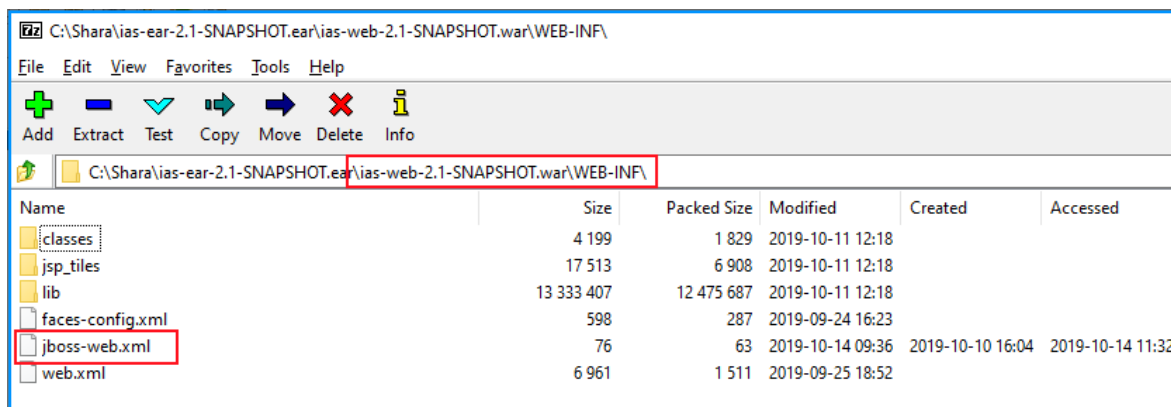 C:\Shara\ias-ear-2.1-SNAPSHOT.ear\ias-web-2.1-SNAPSHOT.war\WEB-INF\
File Edit View Favorites Tools Help
Add Extract Test Copy Move Delete Info
C:\Shara\ias-ear-2.1-SNAPSHOT.ear\ias-web-2.1-SNAPSHOT.war\WEB-INF\
Name Size Packed Size Modified Created Accessed
classes 4 199 1 829 2019-10-11 12:18
jsp_tiles 17 513 6 908 2019-10-11 12:18
lib 13 333 407 12 475 687 2019-10-11 12:18
faces-config.xml 598 287 2019-09-24 16:23
jboss-web.xml 76 63 2019-10-14 09:36 2019-10-10 16:04 2019-10-14 11:32
web.xml 6 961 1 511 2019-09-25 18:52